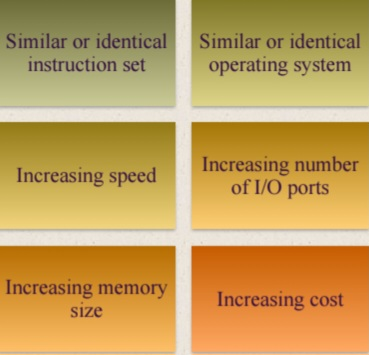 Similar or identical
instruction set
Similar or identical
operating system
Increasing speed
Increasing number
of I/O ports
Increasing memory
size
Increasing cost